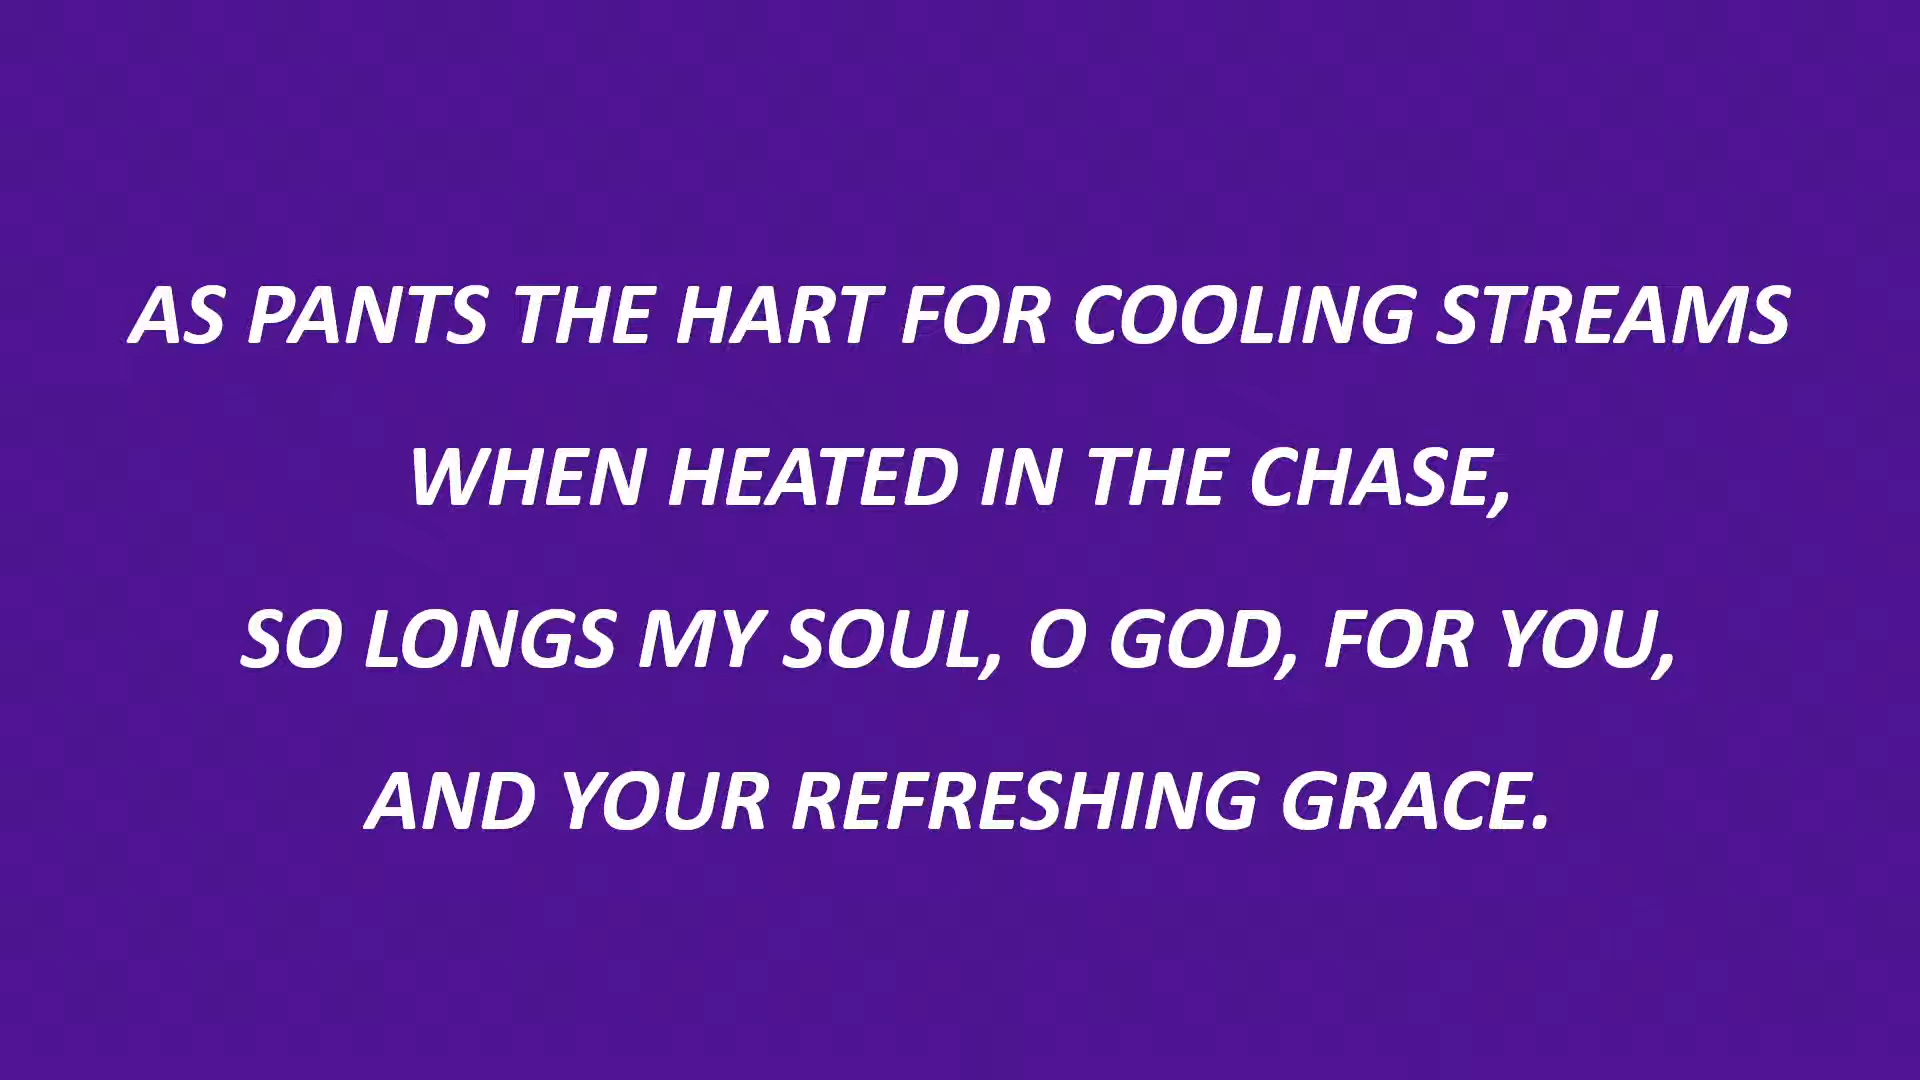 AS PANTS THE HART FOR COOLING STREAMS
WHEN HEATED IN THE CHASE,
SO LONGS MY SOUL, O GOD, FOR YOU,
AND YOUR REFRESHING GRACE.